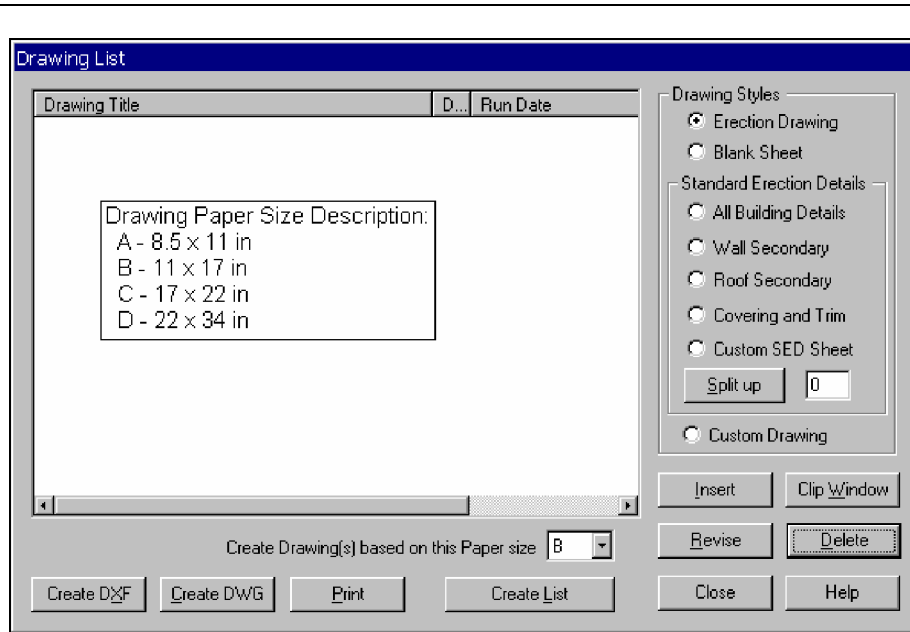 Drawing List
Drawing Title D... Run Date
Drawing Paper Size Description:
A - 8.5 x 11 in
B - 11 x 17 in
C - 17 x 22 in
D - 22 x 34 in
Create Drawing(s) based on this Paper size B
Create DXF Create DWG Print Create List
Drawing Styles
Erection Drawing
Blank Sheet
Standard Erection Details
All Building Details
Wall Secondary
Roof Secondary
Covering and Trim
Custom SED Sheet
Split up 0
Custom Drawing
Insert Clip Window
Revise Delete
Close Help